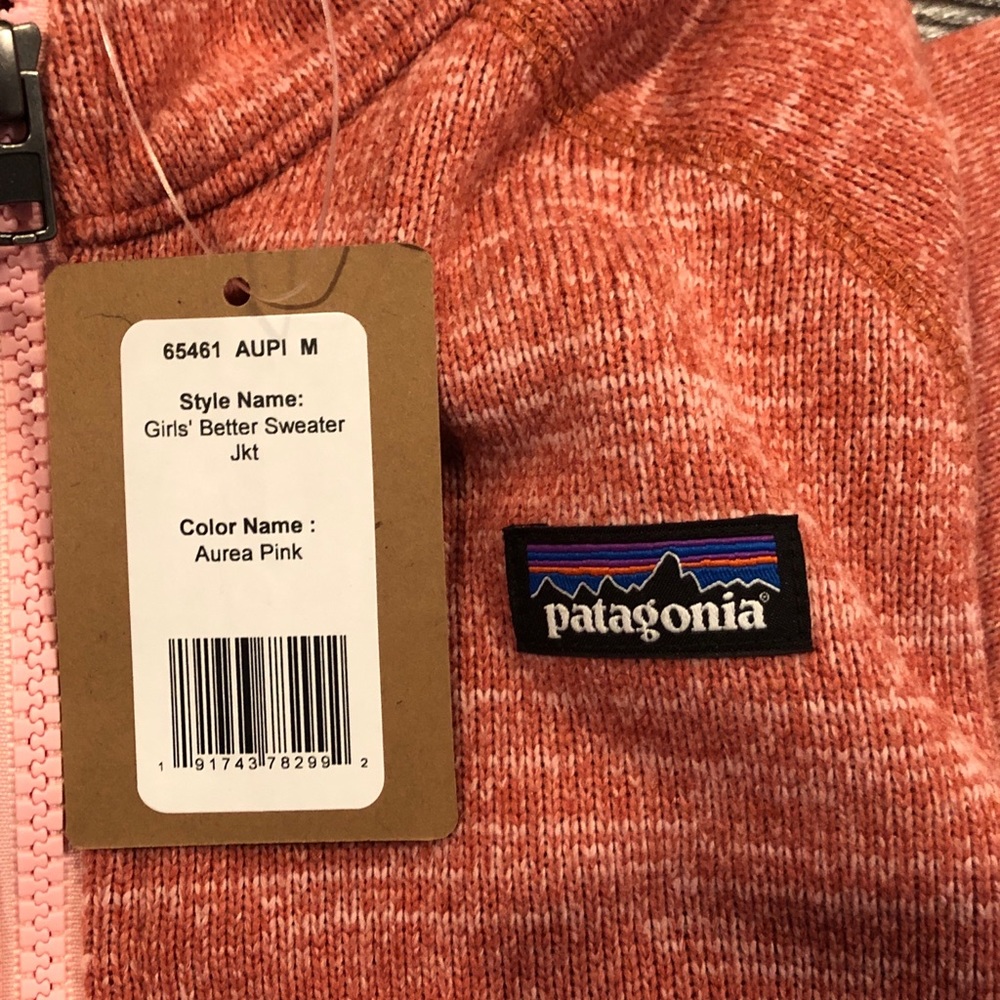 65461 AUPI M
Style Name:
Girls' Better Sweater
Jkt
Color Name :
Aurea Pink
1 91743 78299 2
patagonia®